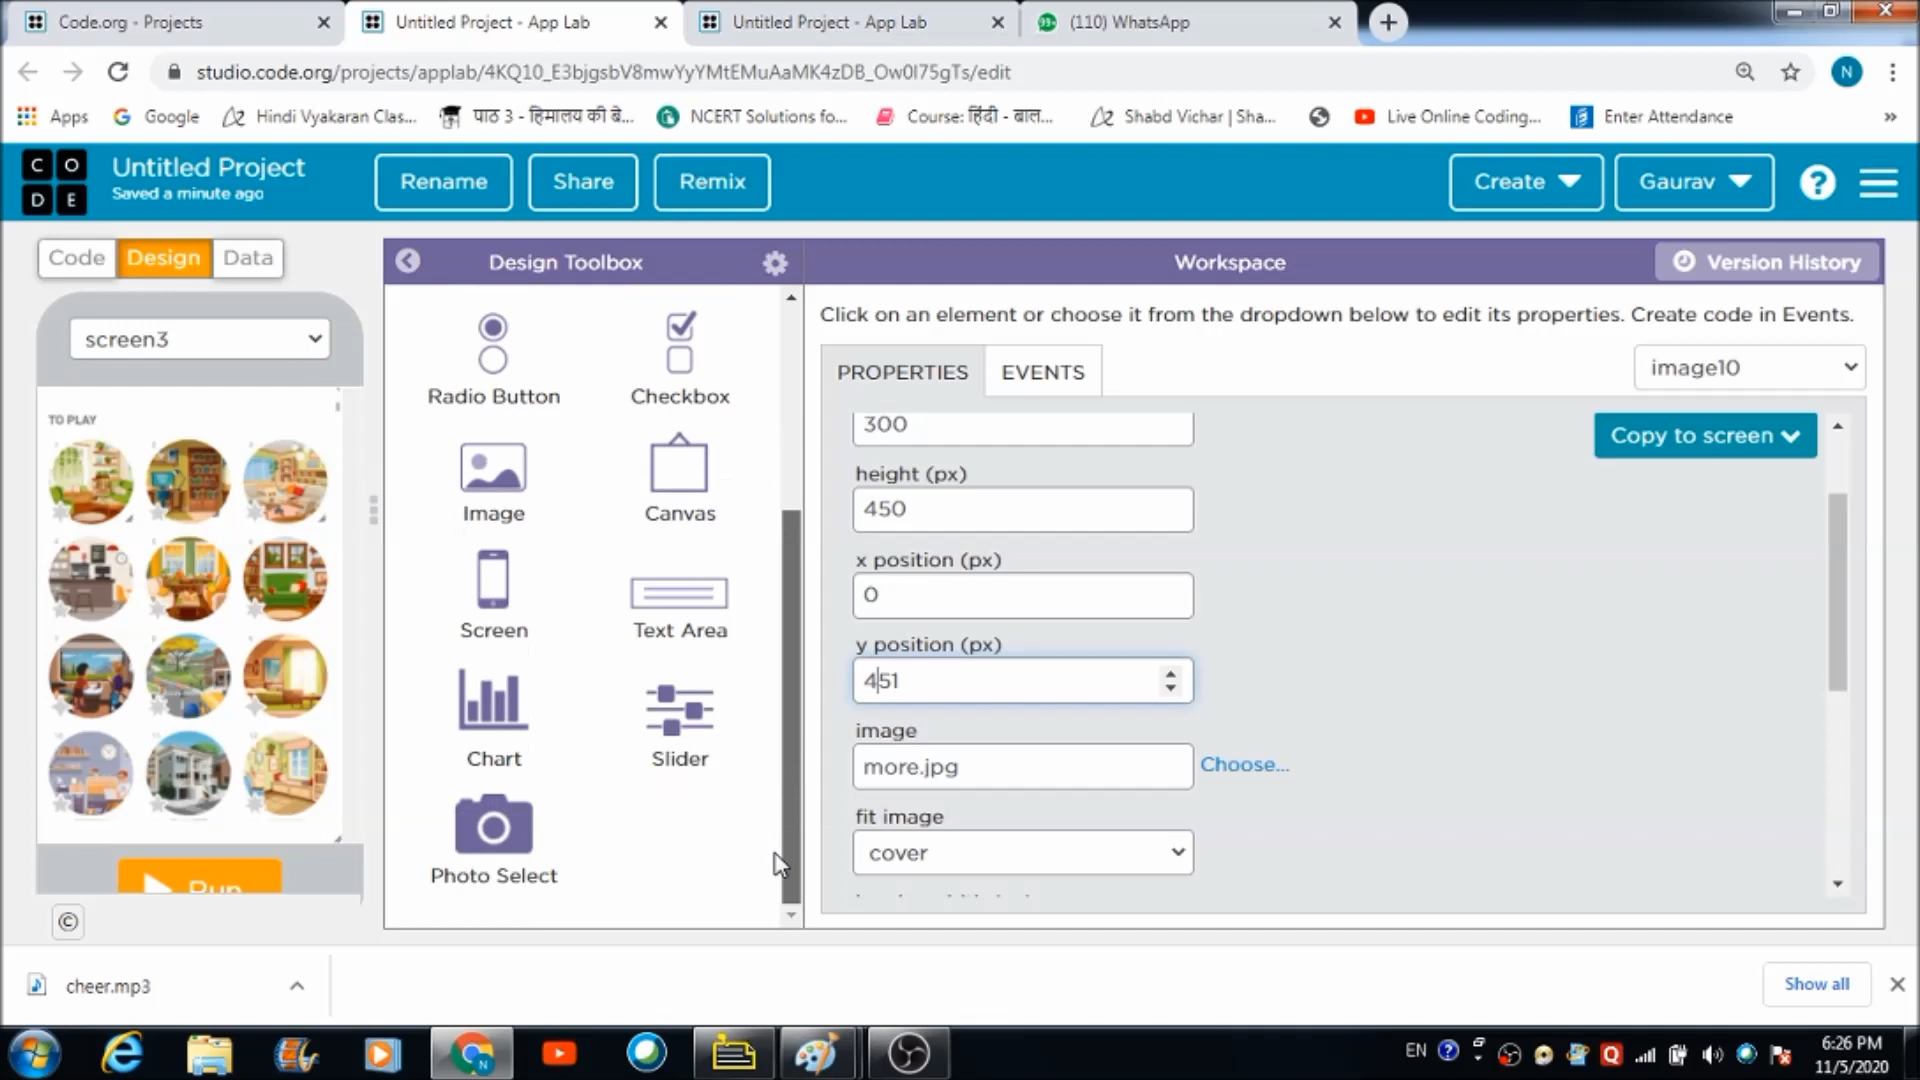 Code.org - Projects
Untitled Project - App Lab
Untitled Project - App Lab
99+
(110) WhatsApp
studio.code.org/projects/applab/4KQ10_E3bjgsbV8mwYyYMtEMuAaMK4zDB_Ow0I75gTs/edit
N
Apps
Google
Hindi Vyakaran Clas...
पाठ 3 - हिमालय की बे...
NCERT Solutions fo...
Course: हिंदी - बाल...
Shabd Vichar | Sha...
Live Online Coding...
Enter Attendance
»
C O
D E
Untitled Project
Saved a minute ago
Rename
Share
Remix
Create
Gaurav
?
Code
Design
Data
Design Toolbox
Workspace
Version History
screen3
TO PLAY
Run
©
Radio Button
Checkbox
Image
Canvas
Screen
Text Area
Chart
Slider
Photo Select
Click on an element or choose it from the dropdown below to edit its properties. Create code in Events.
PROPERTIES
EVENTS
image10
Copy to screen
300
height (px)
450
x position (px)
0
y position (px)
451
image
more.jpg
Choose...
fit image
cover
cheer.mp3
Show all
EN
6:26 PM
11/5/2020